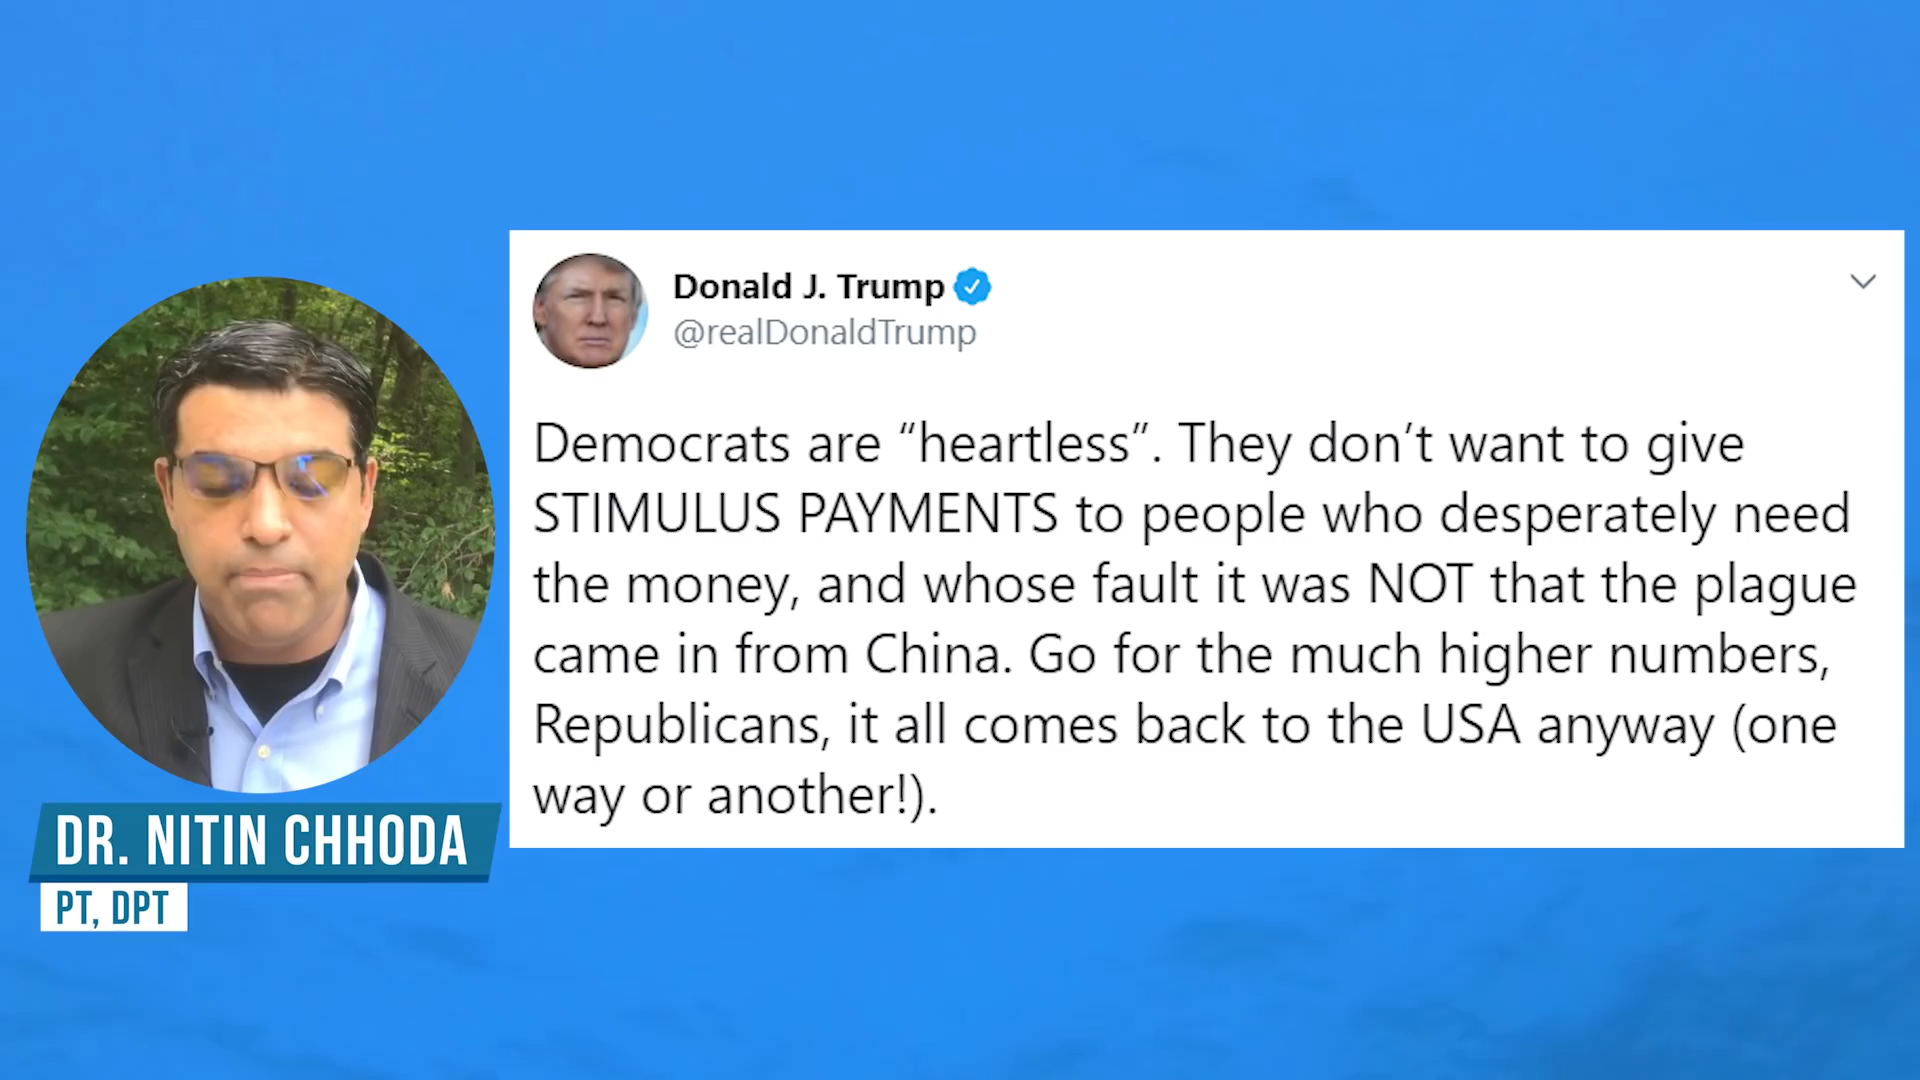 Donald J. Trump
@realDonaldTrump
Democrats are “heartless”. They don’t want to give
STIMULUS PAYMENTS to people who desperately need
the money, and whose fault it was NOT that the plague
came in from China. Go for the much higher numbers,
Republicans, it all comes back to the USA anyway (one
way or another!).
DR. NITIN CHHODA
PT, DPT